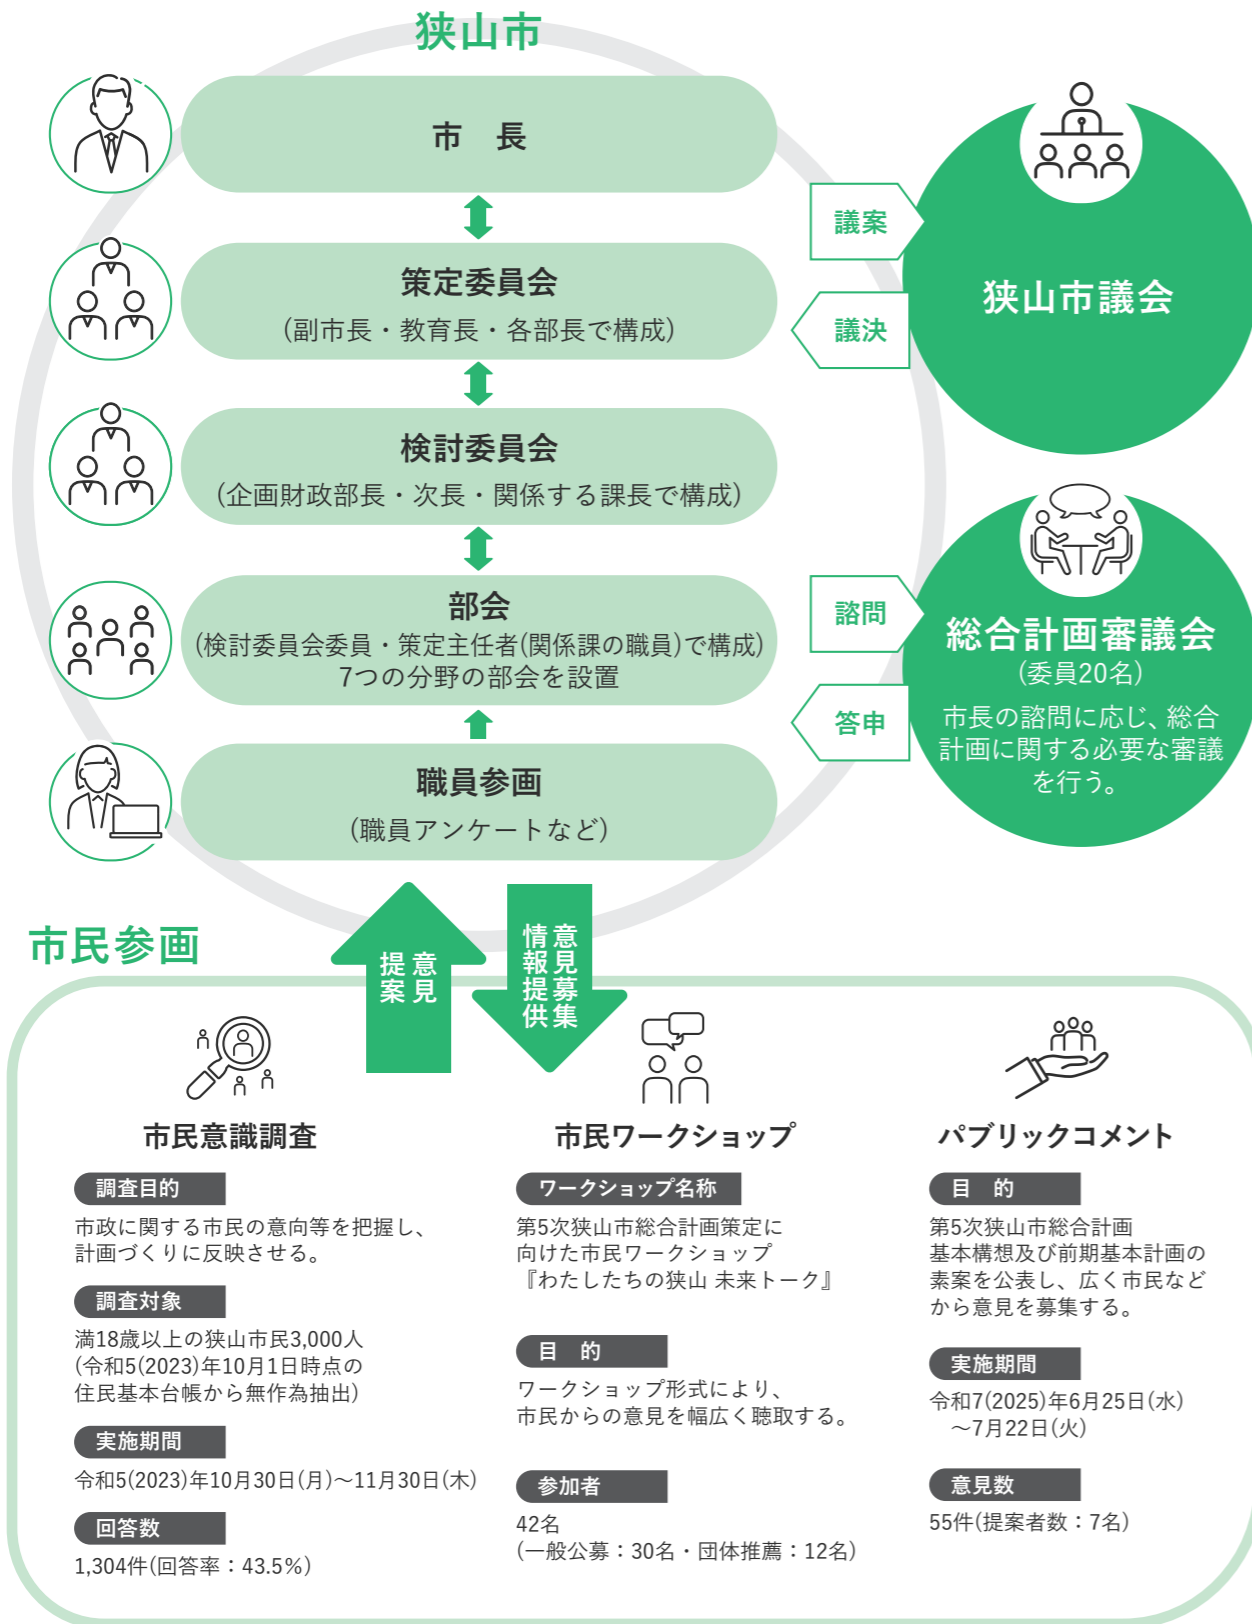 狭山市
市　長
策定委員会
(副市長・教育長・各部長で構成)
検討委員会
(企画財政部長・次長・関係する課長で構成)
部会
(検討委員会委員・策定主任者(関係課の職員)で構成)
7つの分野の部会を設置
職員参画
(職員アンケートなど)
議案
議決
狭山市議会
諮問
答申
総合計画審議会
(委員20名)
市長の諮問に応じ、総合
計画に関する必要な審議
を行う。
市民参画
意見
提案
意見募集
情報提供
市民意識調査
調査目的
市政に関する市民の意向等を把握し、
計画づくりに反映させる。
調査対象
満18歳以上の狭山市民3,000人
(令和5(2023)年10月1日時点の
住民基本台帳から無作為抽出)
実施期間
令和5(2023)年10月30日(月)～11月30日(木)
回答数
1,304件(回答率：43.5%)
市民ワークショップ
ワークショップ名称
第5次狭山市総合計画策定に
向けた市民ワークショップ
『わたしたちの狭山 未来トーク』
目　的
ワークショップ形式により、
市民からの意見を幅広く聴取する。
参加者
42名
(一般公募：30名・団体推薦：12名)
パブリックコメント
目　的
第5次狭山市総合計画
基本構想及び前期基本計画の
素案を公表し、広く市民など
から意見を募集する。
実施期間
令和7(2025)年6月25日(水)
～7月22日(火)
意見数
55件(提案者数：7名)